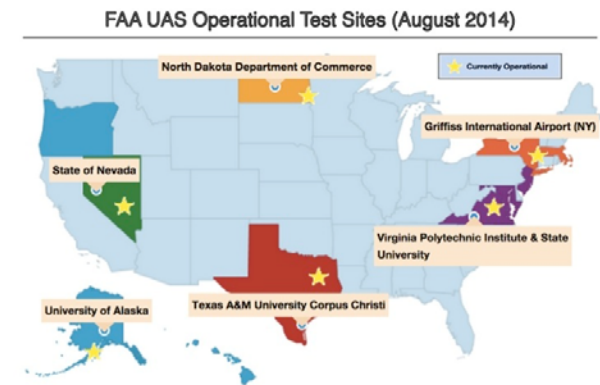 FAA UAS Operational Test Sites (August 2014)
North Dakota Department of Commerce
Currently Operational
Griffiss International Airport (NY)
State of Nevada
Virginia Polytechnic Institute & State
University
University of Alaska
Texas A&M University Corpus Christi